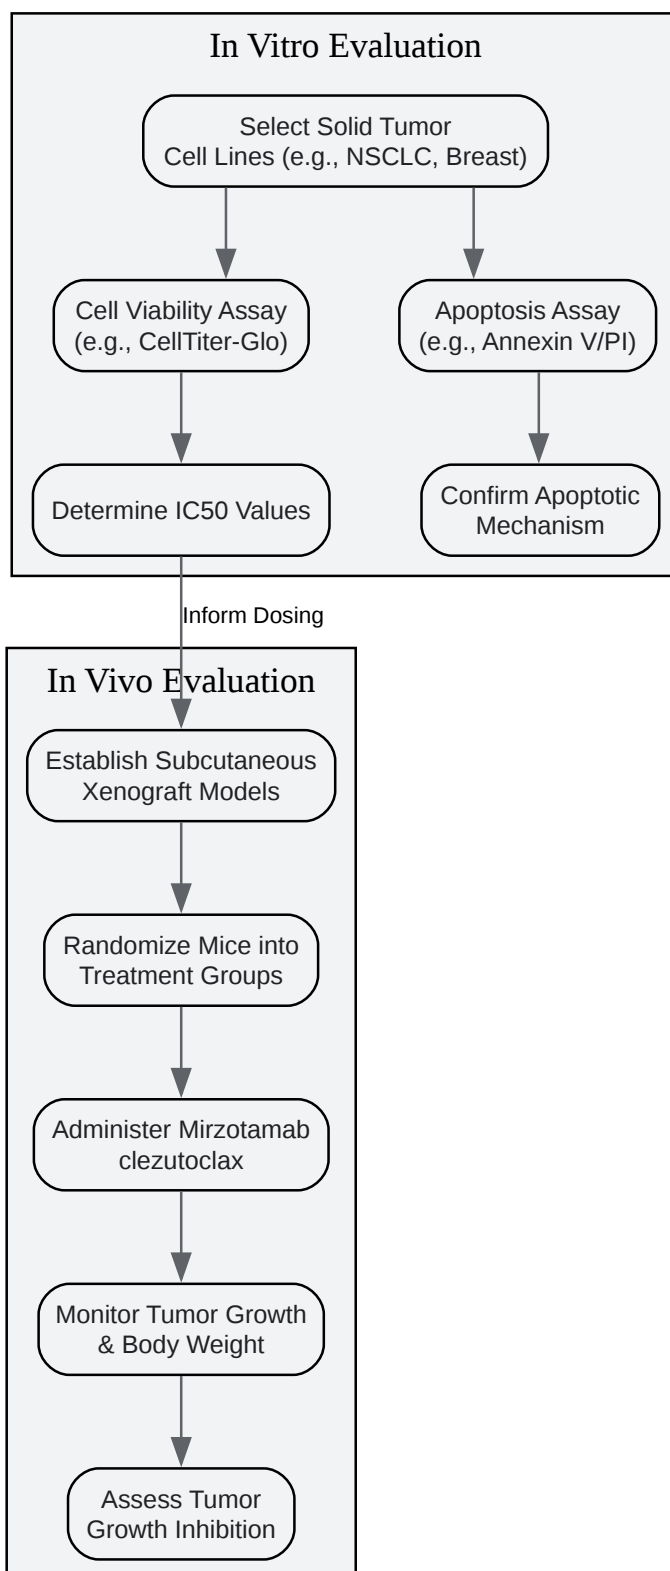 In Vitro Evaluation
Select Solid Tumor
Cell Lines (e.g., NSCLC, Breast)
Cell Viability Assay
(e.g., CellTiter-Glo)
Apoptosis Assay
(e.g., Annexin V/PI)
Determine IC50 Values
Confirm Apoptotic
Mechanism
Inform Dosing
In Vivo Evaluation
Establish Subcutaneous
Xenograft Models
Randomize Mice into
Treatment Groups
Administer Mirzotamab
clezutoclax
Monitor Tumor Growth
& Body Weight
Assess Tumor
Growth Inhibition